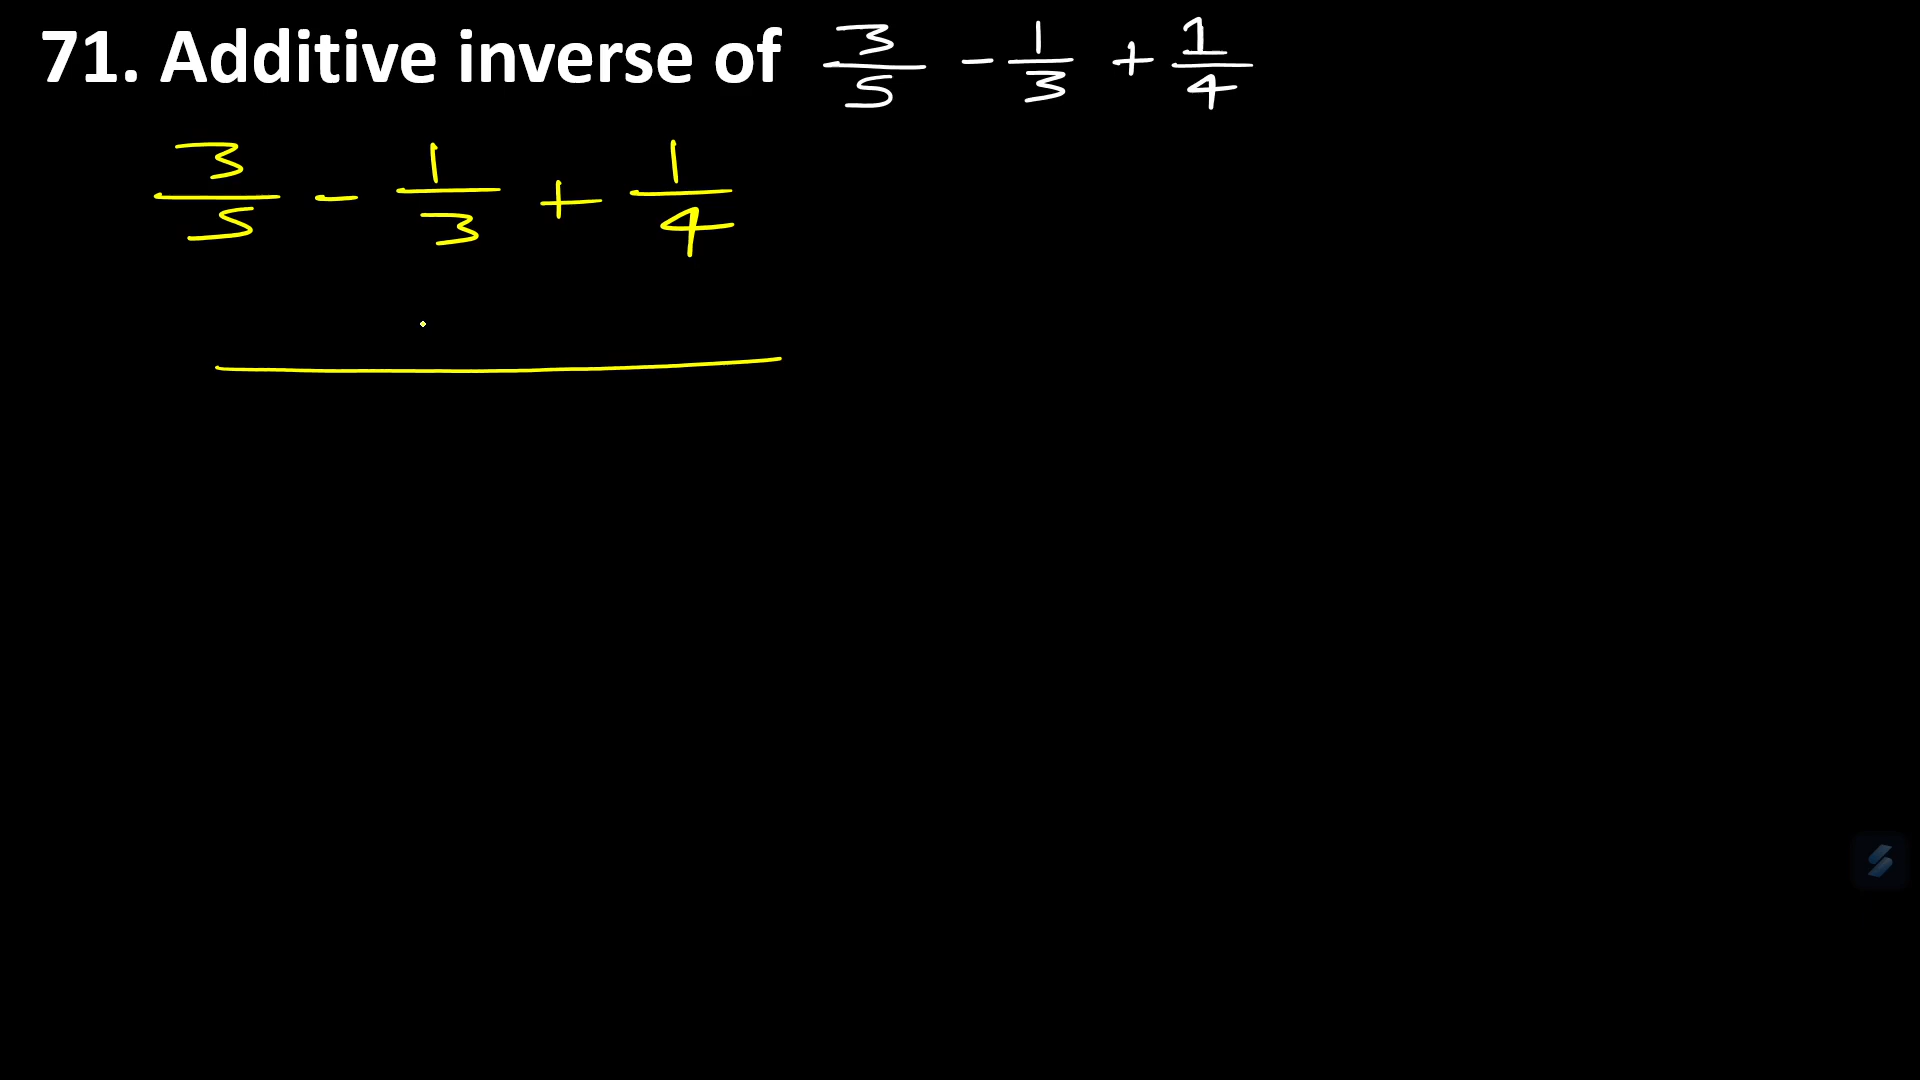 71. Additive inverse of 3/5 - 1/3 + 1/4
3/5 - 1/3 + 1/4